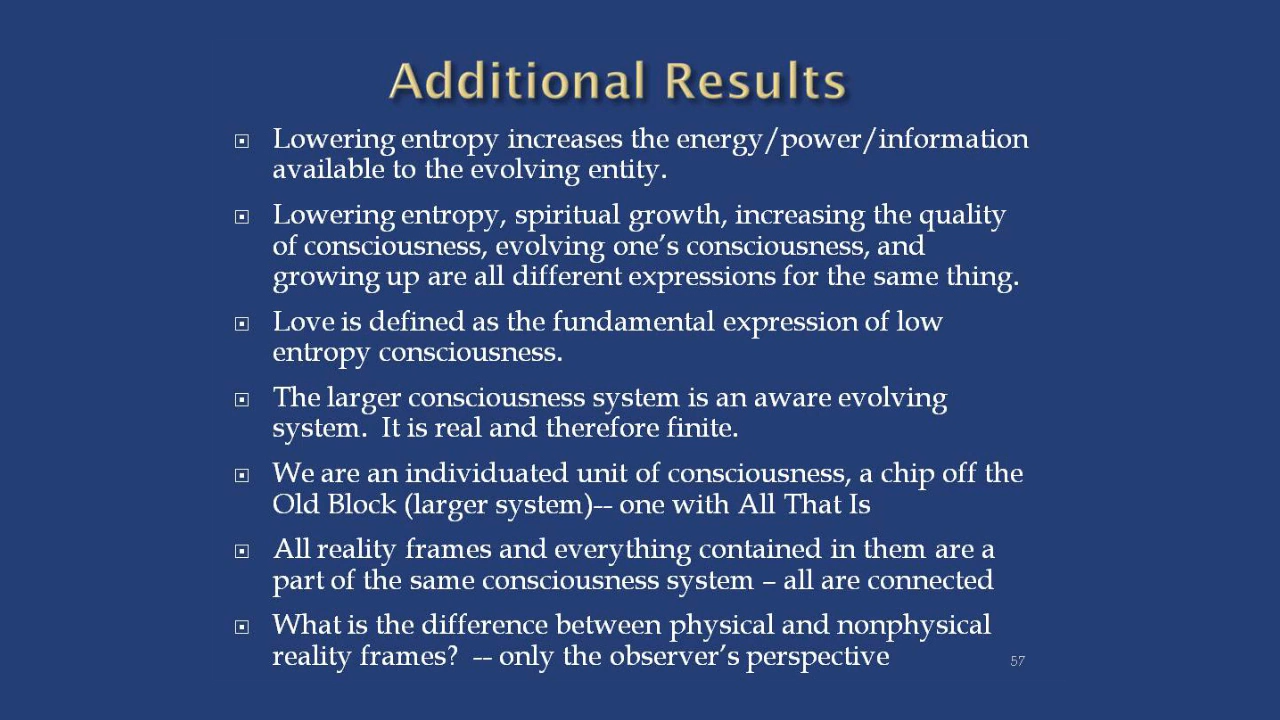 Additional Results
Lowering entropy increases the energy/power/information
available to the evolving entity.
Lowering entropy, spiritual growth, increasing the quality
of consciousness, evolving one’s consciousness, and
growing up are all different expressions for the same thing.
Love is defined as the fundamental expression of low
entropy consciousness.
The larger consciousness system is an aware evolving
system.  It is real and therefore finite.
We are an individuated unit of consciousness, a chip off the
Old Block (larger system)-- one with All That Is
All reality frames and everything contained in them are a
part of the same consciousness system – all are connected
What is the difference between physical and nonphysical
reality frames?  -- only the observer’s perspective
57